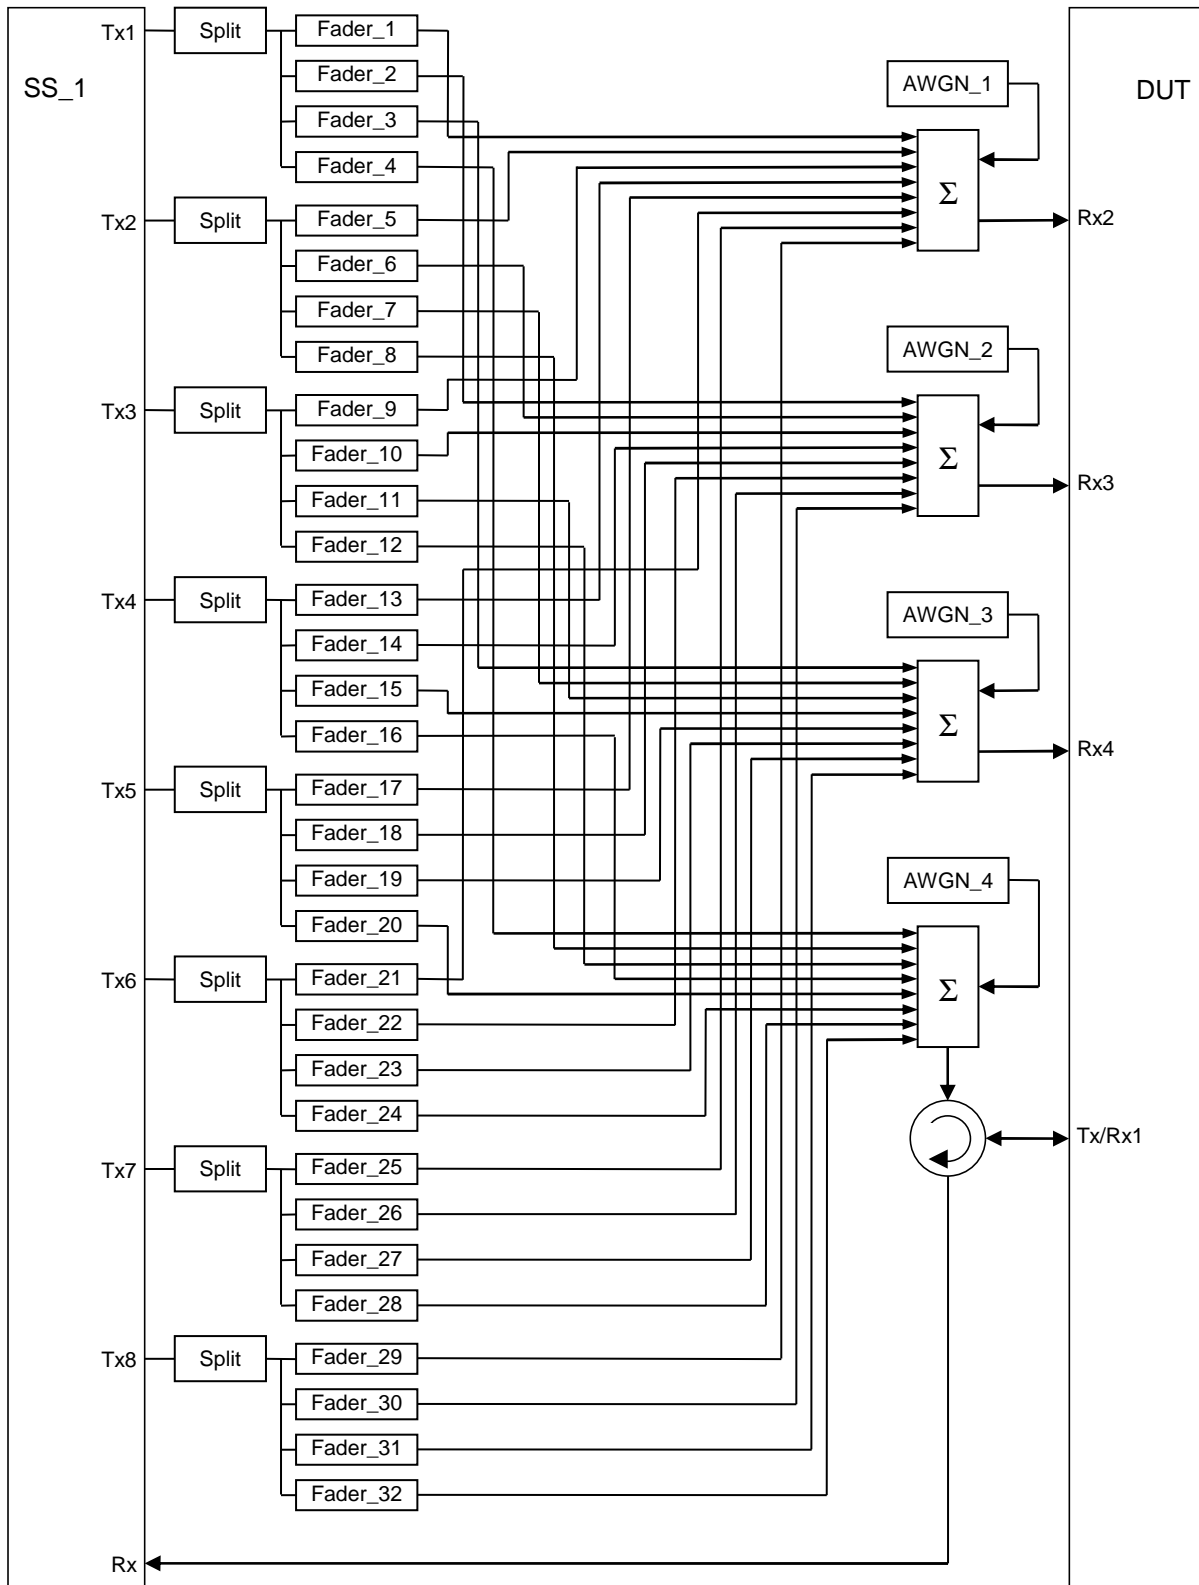 SS_1
DUT
Tx1
Split
Fader_1
Fader_2
Fader_3
Fader_4
Tx2
Split
Fader_5
Fader_6
Fader_7
Fader_8
Tx3
Split
Fader_9
Fader_10
Fader_11
Fader_12
Tx4
Split
Fader_13
Fader_14
Fader_15
Fader_16
Tx5
Split
Fader_17
Fader_18
Fader_19
Fader_20
Tx6
Split
Fader_21
Fader_22
Fader_23
Fader_24
Tx7
Split
Fader_25
Fader_26
Fader_27
Fader_28
Tx8
Split
Fader_29
Fader_30
Fader_31
Fader_32
Rx
AWGN_1
Σ
Rx2
AWGN_2
Σ
Rx3
AWGN_3
Σ
Rx4
AWGN_4
Σ
Tx/Rx1